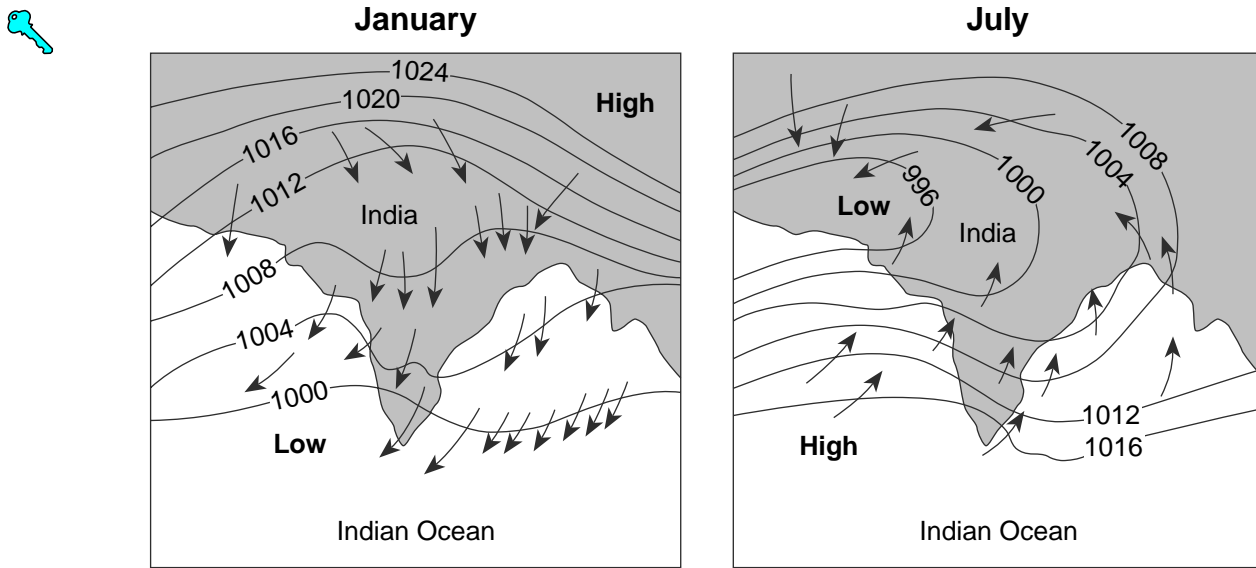 January
1024
1020
High
1016
1012
India
1008
1004
1000
Low
Indian Ocean
July
1008
1004
1000
996
Low
India
1012
High
1016
Indian Ocean